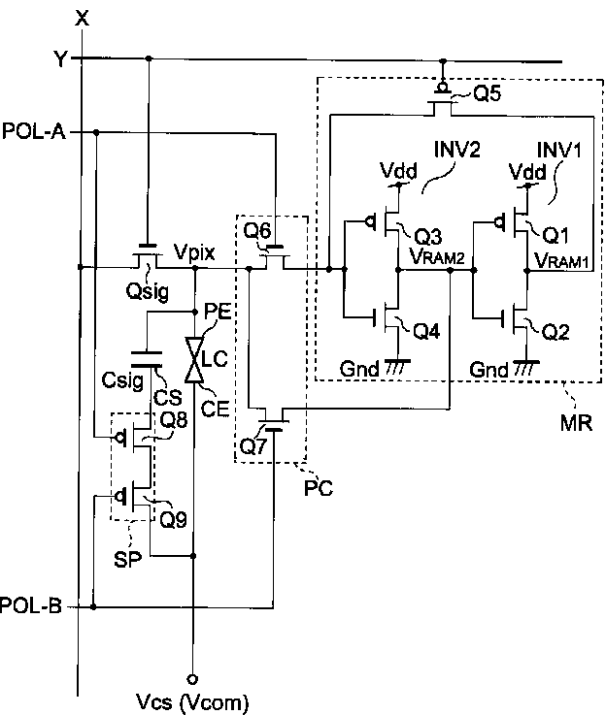 X
Y
Q5
POL-A
INV2
INV1
Vdd
Vdd
Q6
Q3
Q1
Vpix
VRAM2
VRAM1
Qsig
PE
LC
Q4
Q2
Csig
CS
CE
Gnd
Gnd
MR
Q8
Q7
PC
Q9
SP
POL-B
Vcs (Vcom)